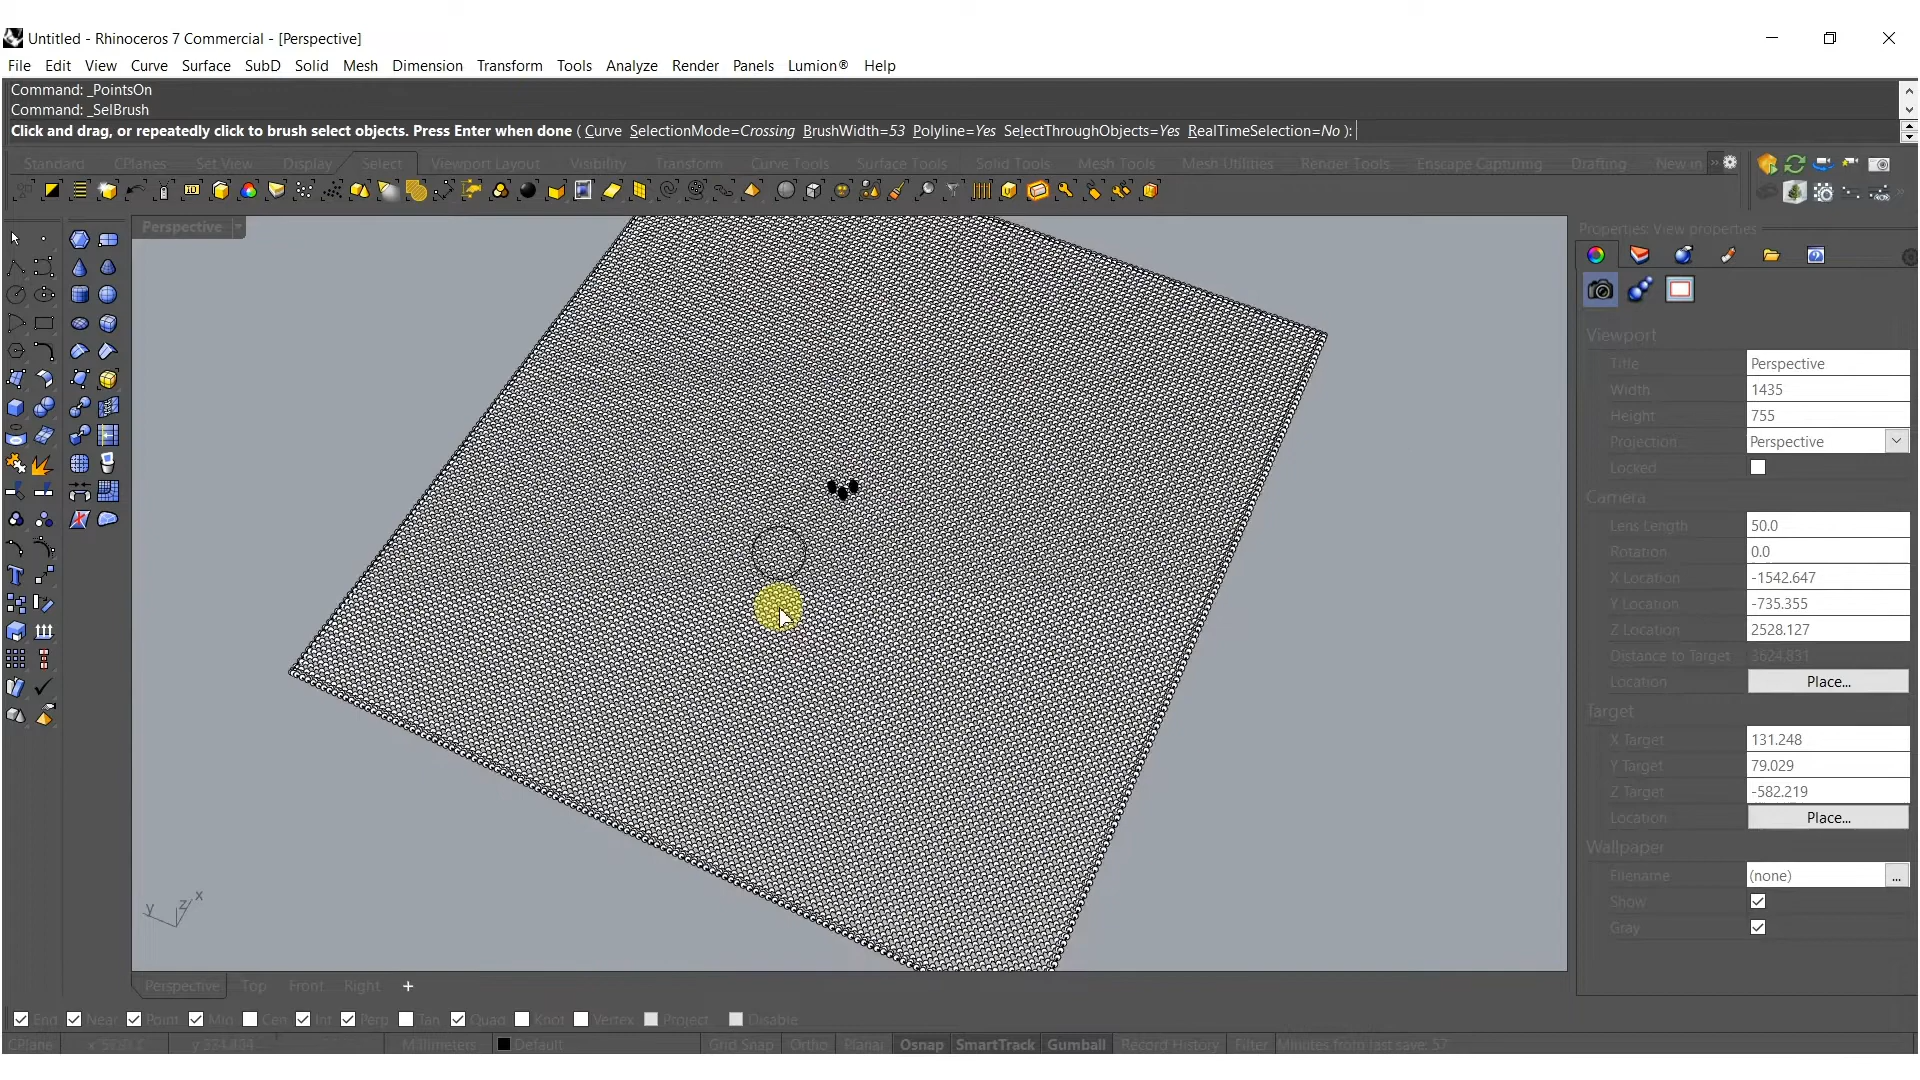 Untitled - Rhinoceros 7 Commercial - [Perspective]
File Edit View Curve Surface SubD Solid Mesh Dimension Transform Tools Analyze Render Panels Lumion® Help
Command: _PointsOn
Command: _SelBrush
Click and drag, or repeatedly click to brush select objects. Press Enter when done ( Curve SelectionMode=Crossing BrushWidth=53 Polyline=Yes SelectThroughObjects=Yes RealTimeSelection=No ):
Standard CPlanes Set View Display Select Viewport Layout Visibility Transform Curve Tools Surface Tools Solid Tools Mesh Tools Mesh Utilities Render Tools Enscape Capturing Drafting New in »
Perspective
Properties: View properties
Viewport
Title Perspective
Width 1435
Height 755
Projection Perspective
Locked
Camera
Lens Length 50.0
Rotation 0.0
X Location -1542.647
Y Location -735.355
Z Location 2528.127
Distance to Target 3624.831
Location Place...
Target
X Target 131.248
Y Target 79.029
Z Target -582.219
Location Place...
Wallpaper
Filename (none) ...
Show
Gray
y z x
Perspective Top Front Right +
End Near Point Mid Cen Int Perp Tan Quad Knot Vertex Project Disable
CPlane Millimeters Default Grid Snap Ortho Planar Osnap SmartTrack Gumball Record History Filter Minutes from last save: 57